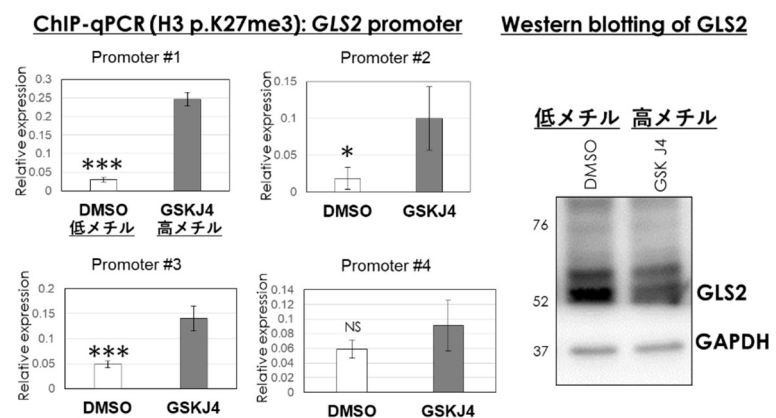 ChIP-qPCR (H3 p.K27me3): GLS2 promoter
Promoter #1
Relative expression
0.3
0.25
0.2
0.15
0.1
0.05
0
***
DMSO
低メチル
GSKJ4
高メチル
Promoter #2
Relative expression
0.15
0.1
0.05
0
*
DMSO
GSKJ4
Promoter #3
Relative expression
0.2
0.15
0.1
0.05
0
***
DMSO
GSKJ4
Promoter #4
Relative expression
0.14
0.12
0.1
0.08
0.06
0.04
0.02
0
NS
DMSO
GSKJ4
Western blotting of GLS2
低メチル
高メチル
DMSO
GSK J4
76
52
37
GLS2
GAPDH